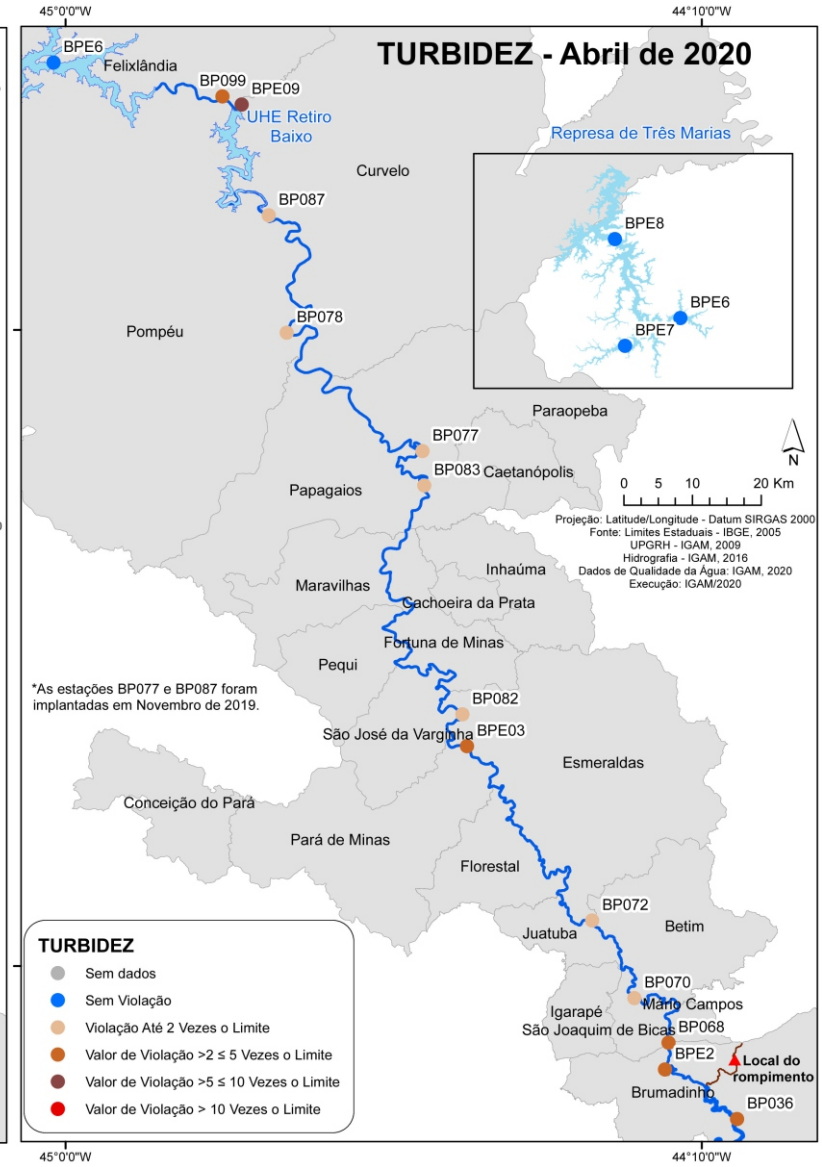 45°0'0"W
44°10'0"W
TURBIDEZ - Abril de 2020
BPE6
Felixlândia
BP099
BPE09
UHE Retiro
Baixo
Represa de Três Marias
Curvelo
BP087
BPE8
BPE6
BPE7
BP078
Pompéu
Paraopeba
BP077
BP083
Caetanópolis
Papagaios
N
0 5 10 20 Km
Projeção: Latitude/Longitude - Datum SIRGAS 2000
Fonte: Limites Estaduais - IBGE, 2005
UPGRH - IGAM, 2009
Hidrografia - IGAM, 2016
Dados de Qualidade da Água: IGAM, 2020
Execução: IGAM/2020
Inhaúma
Maravilhas
Cachoeira da Prata
Fortuna de Minas
Pequi
*As estações BP077 e BP087 foram
implantadas em Novembro de 2019.
BP082
BPE03
São José da Varginha
Esmeraldas
Conceição do Pará
Pará de Minas
Florestal
BP072
Juatuba
Betim
BP070
Mário Campos
Igarapé
São Joaquim de Bicas
BP068
BPE2
Local do
rompimento
Brumadinho
BP036
TURBIDEZ
Sem dados
Sem Violação
Violação Até 2 Vezes o Limite
Valor de Violação >2 ≤ 5 Vezes o Limite
Valor de Violação >5 ≤ 10 Vezes o Limite
Valor de Violação > 10 Vezes o Limite
45°0'0"W
44°10'0"W